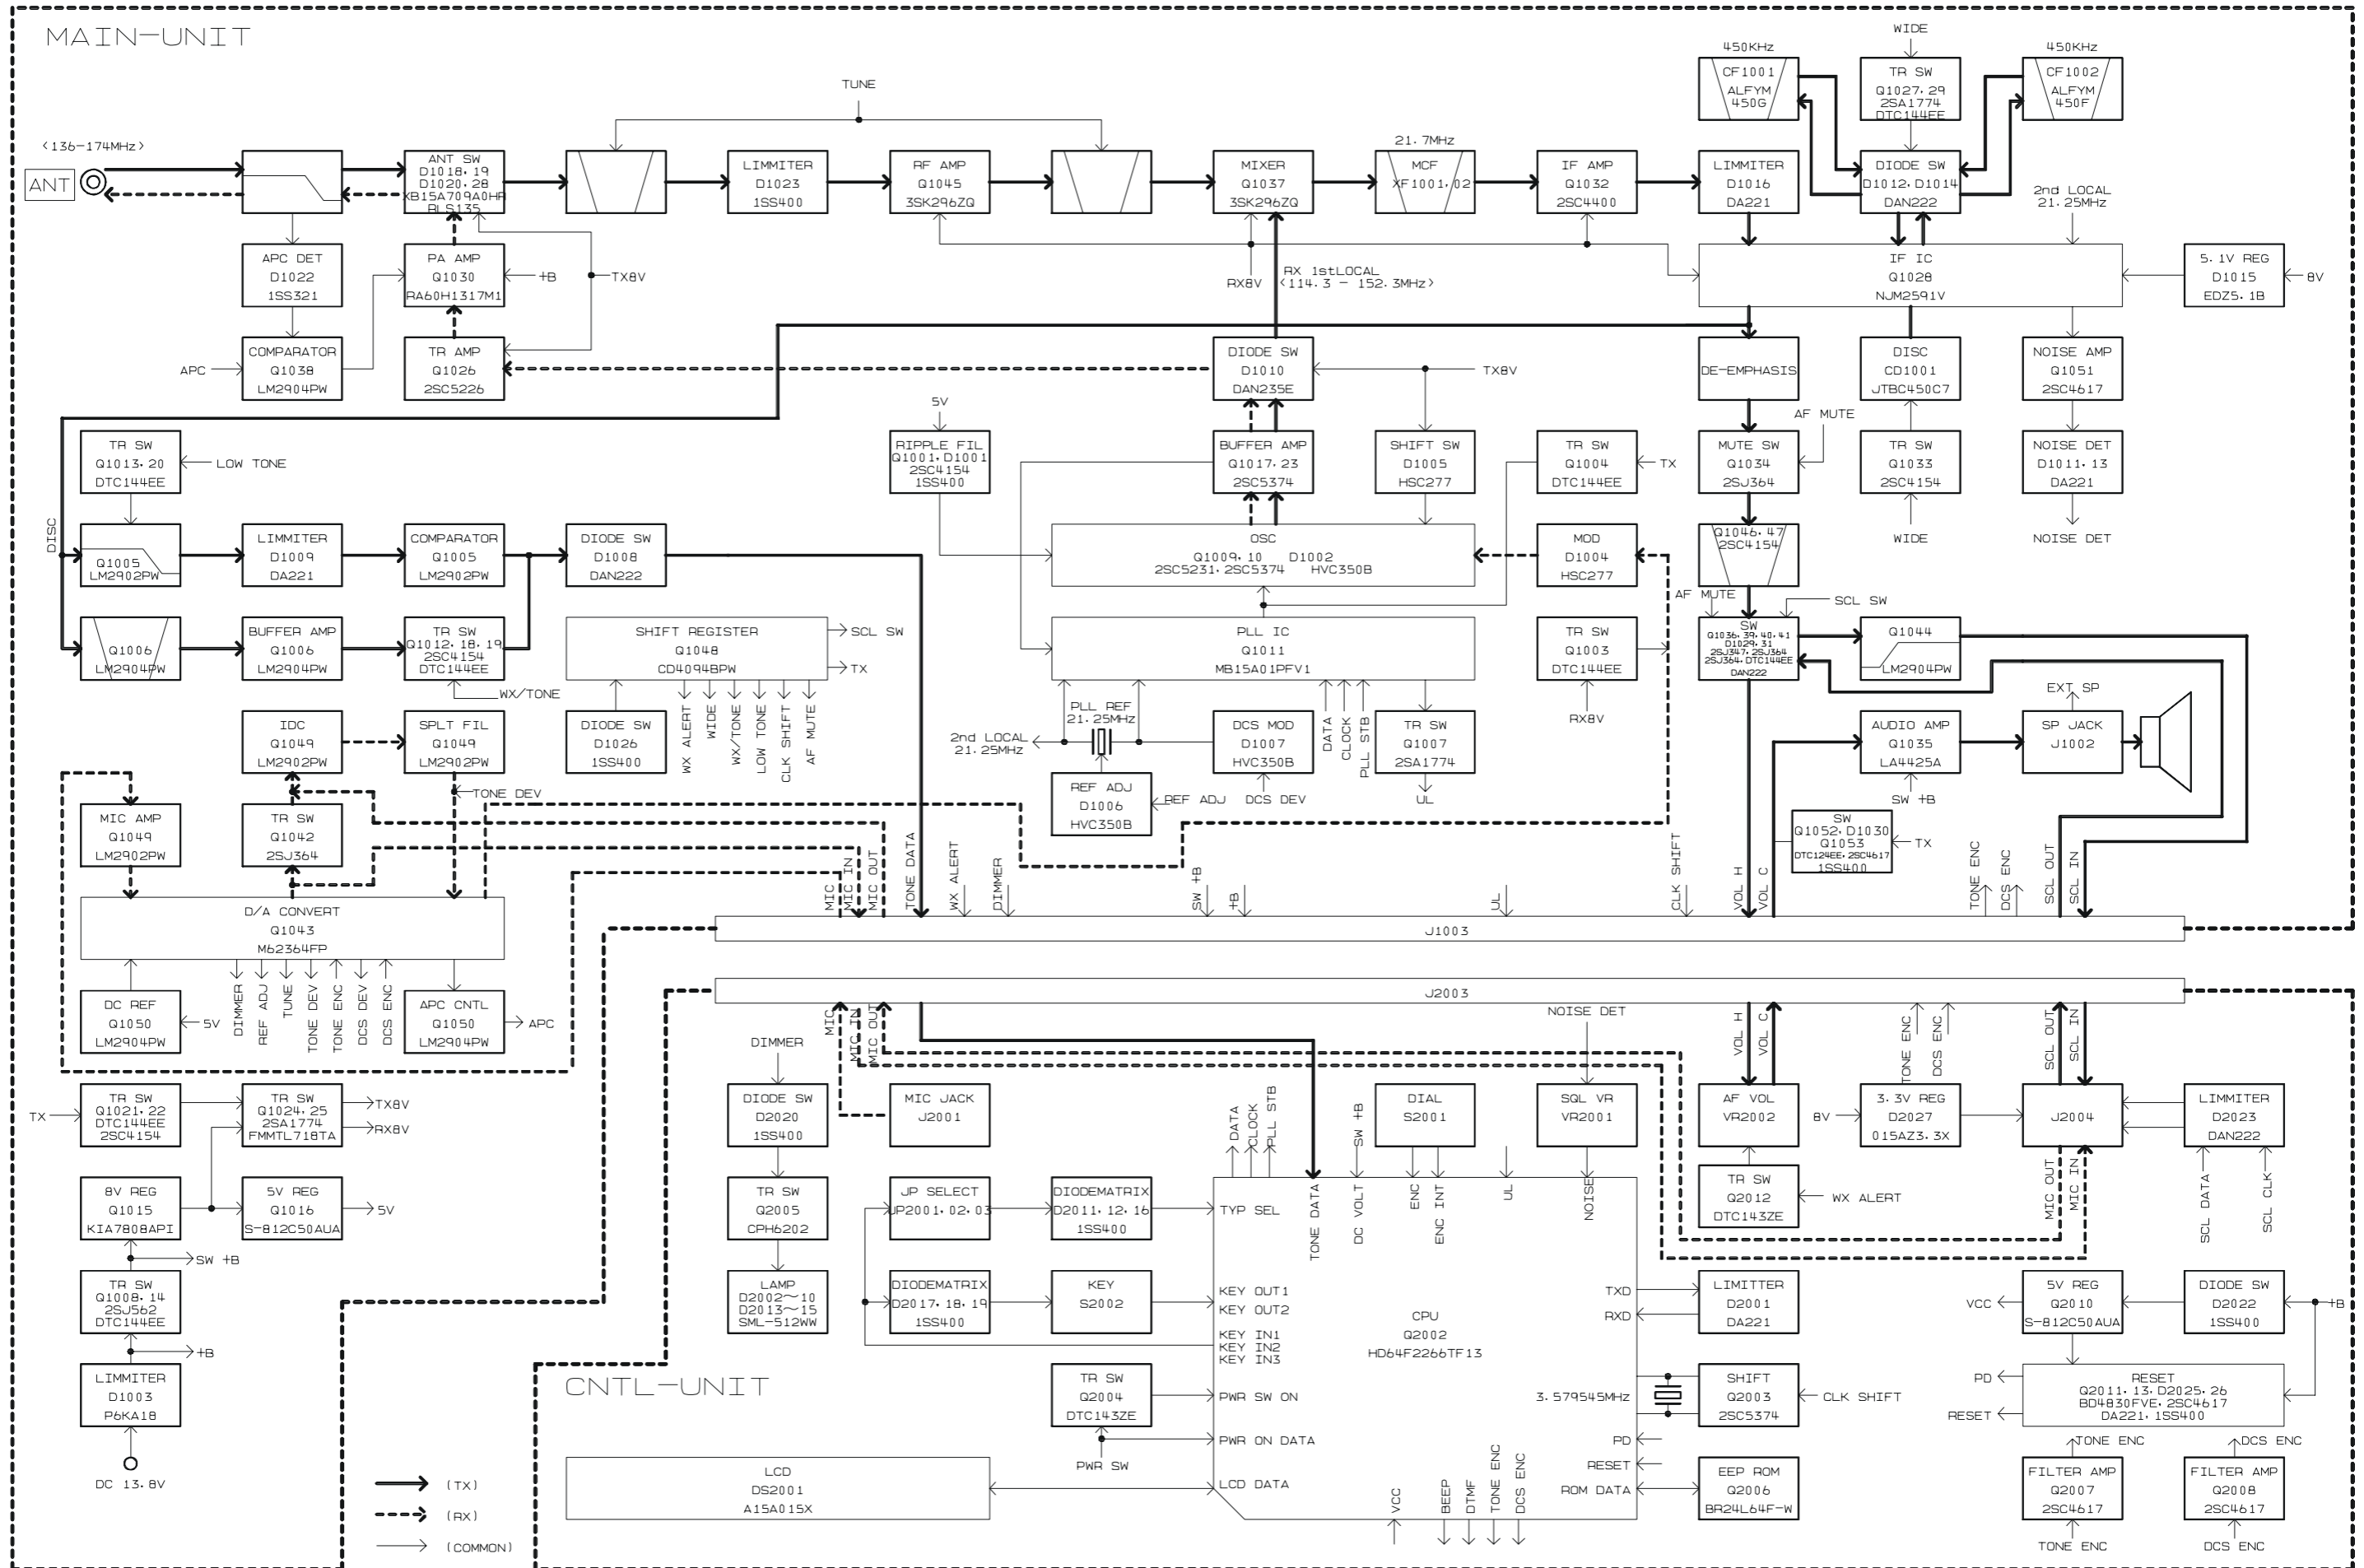 MAIN-UNIT
<136-174MHz>
ANT
ANT SW
D1018,19
D1020,28
XB15A709A0HR
RLS135
TUNE
LIMMITER
D1023
1SS400
RF AMP
Q1045
3SK296ZQ
MIXER
Q1037
3SK296ZQ
21.7MHz
MCF
XF1001,02
IF AMP
Q1032
2SC4400
LIMMITER
D1016
DA221
450KHz
CF1001
ALFYM
450G
WIDE
TR SW
Q1027,29
2SA1774
DTC144EE
450KHz
CF1002
ALFYM
450F
DIODE SW
D1012,D1014
DAN222
2nd LOCAL
21.25MHz
APC DET
D1022
1SS321
PA AMP
Q1030
RA60H1317M1
+B
TX8V
RX8V
RX 1stLOCAL
<114.3 - 152.3MHz>
IF IC
Q1028
NJM2591V
5.1V REG
D1015
EDZ5.1B
8V
APC
COMPARATOR
Q1038
LM2904PW
TR AMP
Q1026
2SC5226
DIODE SW
D1010
DAN235E
TX8V
DE-EMPHASIS
DISC
CD1001
JTBC450C7
NOISE AMP
Q1051
2SC4617
TR SW
Q1013,20
DTC144EE
LOW TONE
5V
RIPPLE FIL
Q1001,D1001
2SC4154
1SS400
BUFFER AMP
Q1017,23
2SC5374
SHIFT SW
D1005
HSC277
TR SW
Q1004
DTC144EE
TX
AF MUTE
MUTE SW
Q1034
2SJ364
TR SW
Q1033
2SC4154
NOISE DET
D1011,13
DA221
DISC
Q1005
LM2902PW
LIMMITER
D1009
DA221
COMPARATOR
Q1005
LM2902PW
DIODE SW
D1008
DAN222
OSC
Q1009,10 D1002
2SC5231,2SC5374 HVC350B
MOD
D1004
HSC277
Q1046,47
2SC4154
WIDE
NOISE DET
Q1006
LM2904PW
BUFFER AMP
Q1006
LM2904PW
TR SW
Q1012,18,19
2SC4154
DTC144EE
WX/TONE
SHIFT REGISTER
Q1048
CD4094BPW
SCL SW
TX
PLL IC
Q1011
MB15A01PFV1
TR SW
Q1003
DTC144EE
RX8V
AF MUTE
SCL SW
SW
Q1036,39,40,41
D1029,31
2SJ347,2SJ364
2SJ364,DTC144EE
DAN222
Q1044
LM2904PW
IDC
Q1049
LM2902PW
SPLT FIL
Q1049
LM2902PW
TONE DEV
DIODE SW
D1026
1SS400
WX ALERT
WIDE
WX/TONE
LOW TONE
CLK SHIFT
AF MUTE
2nd LOCAL
21.25MHz
PLL REF
21.25MHz
DCS MOD
D1007
HVC350B
DCS DEV
DATA
CLOCK
PLL STB
TR SW
Q1007
2SA1774
UL
REF ADJ
D1006
HVC350B
REF ADJ
AUDIO AMP
Q1035
LA4425A
SW +B
EXT SP
SP JACK
J1002
MIC AMP
Q1049
LM2902PW
TR SW
Q1042
2SJ364
SW
Q1052,D1030
Q1053
DTC124EE,2SC4617
1SS400
TX
MIC
MIC IN
MIC OUT
TONE DATA
WX ALERT
DIMMER
SW +B
+B
UL
CLK SHIFT
VOL H
VOL C
TONE ENC
DCS ENC
SCL OUT
SCL IN
D/A CONVERT
Q1043
M62364FP
J1003
DC REF
Q1050
LM2904PW
5V
DIMMER
REF ADJ
TUNE
TONE DEV
TONE ENC
DCS DEV
DCS ENC
APC CNTL
Q1050
LM2904PW
APC
J2003
MIC
MIC IN
MIC OUT
NOISE DET
VOL H
VOL C
TONE ENC
DCS ENC
SCL OUT
SCL IN
TX
TR SW
Q1021,22
DTC144EE
2SC4154
TR SW
Q1024,25
2SA1774
FMMTL718TA
TX8V
RX8V
DIMMER
DIODE SW
D2020
1SS400
MIC JACK
J2001
DATA
CLOCK
PLL STB
SW +B
DIAL
S2001
SQL VR
VR2001
AF VOL
VR2002
8V
3.3V REG
D2027
015AZ3.3X
J2004
LIMMITER
D2023
DAN222
8V REG
Q1015
KIA7808API
5V REG
Q1016
S-812C50AUA
5V
SW +B
TR SW
Q2005
CPH6202
JP SELECT
JP2001,02,03
DIODEMATRIX
D2011,12,16
1SS400
TYP SEL
TONE DATA
DC VOLT
ENC
ENC INT
UL
NOISE
TR SW
Q2012
DTC143ZE
WX ALERT
MIC OUT
MIC IN
SCL DATA
SCL CLK
TR SW
Q1008,14
2SJ562
DTC144EE
+B
LAMP
D2002~10
D2013~15
SML-512WW
DIODEMATRIX
D2017,18,19
1SS400
KEY
S2002
KEY OUT1
KEY OUT2
KEY IN1
KEY IN2
KEY IN3
CPU
Q2002
HD64F2266TF13
TXD
RXD
LIMITTER
D2001
DA221
VCC
5V REG
Q2010
S-812C50AUA
DIODE SW
D2022
1SS400
+B
LIMMITER
D1003
P6KA18
DC 13.8V
CNTL-UNIT
TR SW
Q2004
DTC143ZE
PWR SW
PWR SW ON
PWR ON DATA
3.579545MHz
SHIFT
Q2003
2SC5374
CLK SHIFT
PD
RESET
RESET
Q2011,13,D2025,26
BD4830FVE,2SC4617
DA221,1SS400
(TX)
(RX)
(COMMON)
LCD
DS2001
A15A015X
LCD DATA
VCC
BEEP
DTMF
TONE ENC
DCS ENC
PD
RESET
ROM DATA
EEP ROM
Q2006
BR24L64F-W
TONE ENC
FILTER AMP
Q2007
2SC4617
TONE ENC
DCS ENC
FILTER AMP
Q2008
2SC4617
DCS ENC